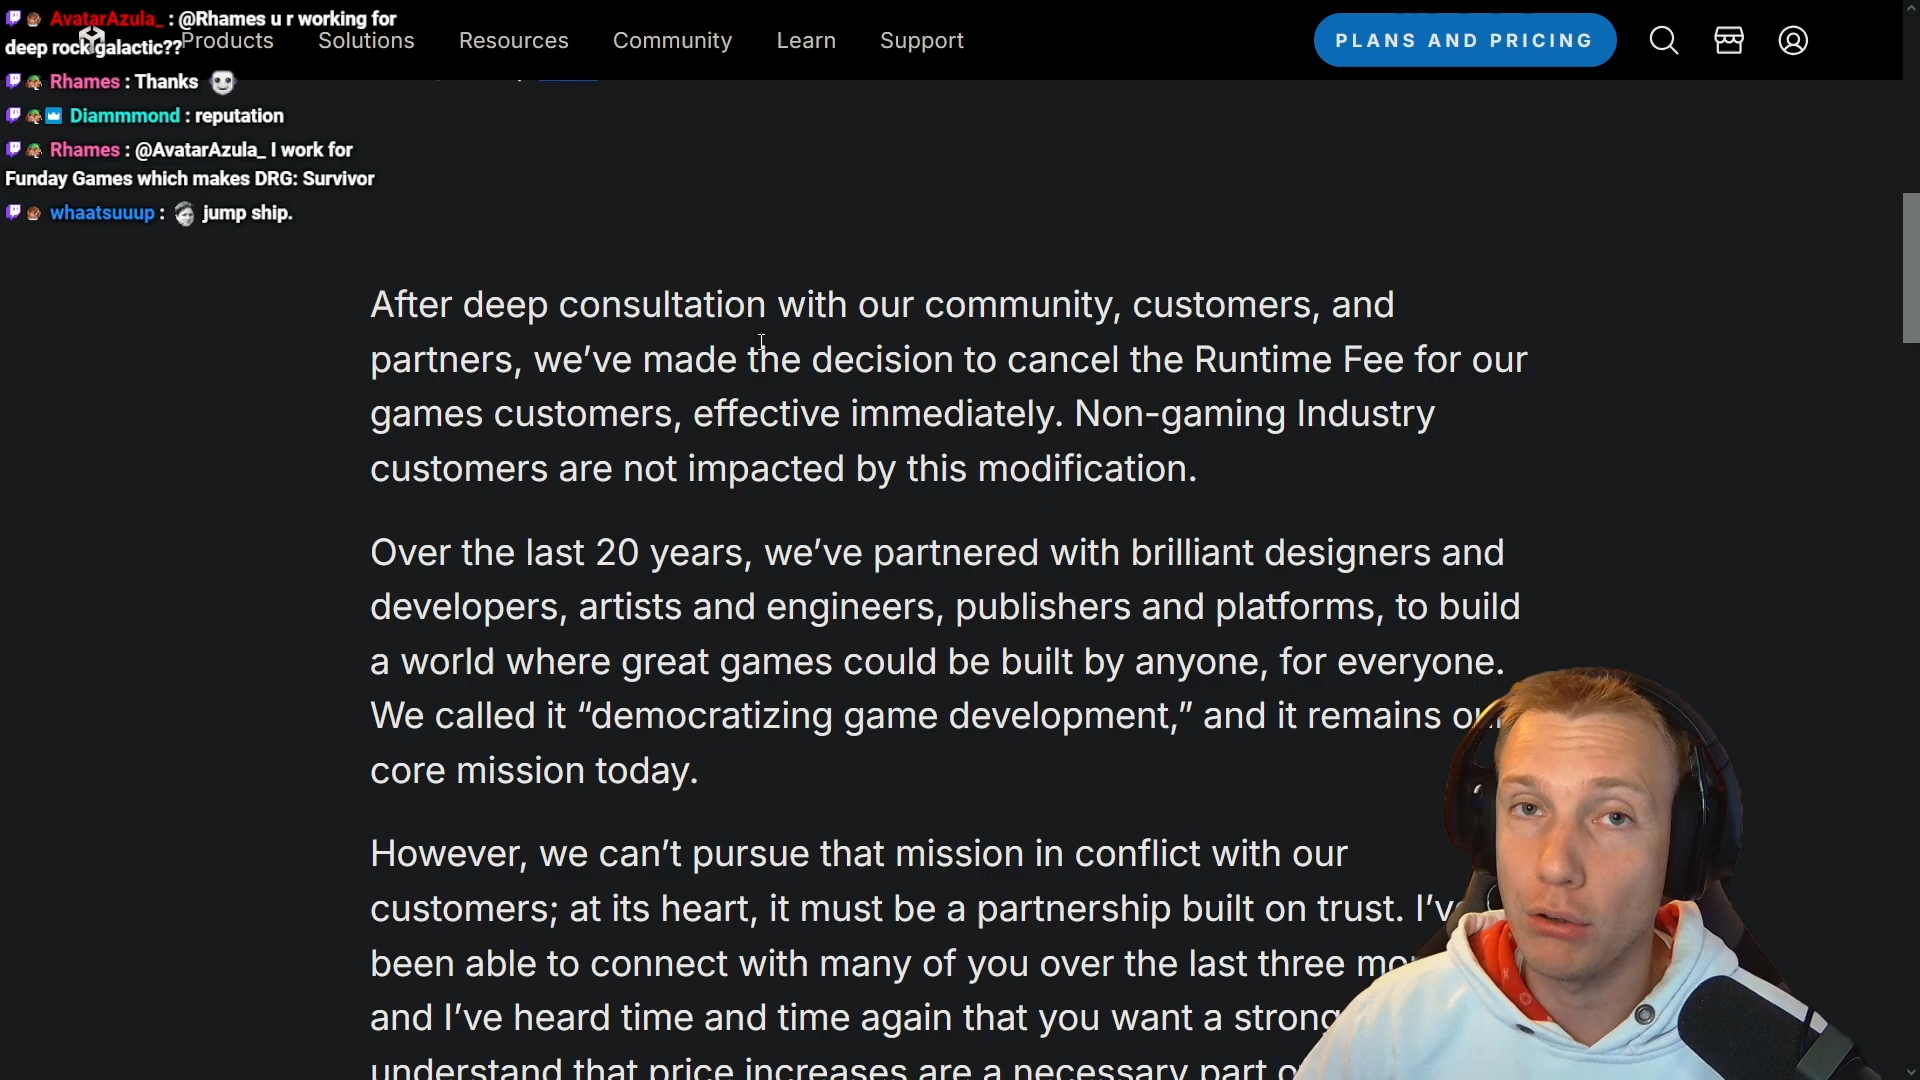 AvatarAzula_ : @Rhames u r working for
deep rock galactic??
Rhames : Thanks
Diammmond : reputation
Rhames : @AvatarAzula_ I work for
Funday Games which makes DRG: Survivor
whaatsuuup : jump ship.
Products Solutions Resources Community Learn Support PLANS AND PRICING
After deep consultation with our community, customers, and
partners, we’ve made the decision to cancel the Runtime Fee for our
games customers, effective immediately. Non-gaming Industry
customers are not impacted by this modification.
Over the last 20 years, we’ve partnered with brilliant designers and
developers, artists and engineers, publishers and platforms, to build
a world where great games could be built by anyone, for everyone.
We called it “democratizing game development,” and it remains our
core mission today.
However, we can’t pursue that mission in conflict with our
customers; at its heart, it must be a partnership built on trust. I’v
been able to connect with many of you over the last three
and I’ve heard time and time again that you want a strong
understand that price increases are a necessary part